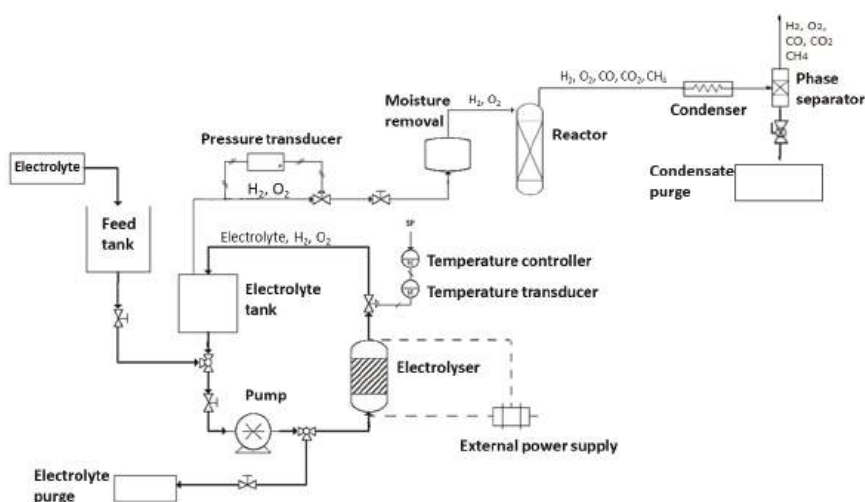 H₂, O₂,
CO, CO₂
CH₄
Phase
separator
H₂, O₂, CO, CO₂, CH₄
Condenser
Moisture
removal
H₂, O₂
Reactor
Condensate
purge
Pressure transducer
H₂, O₂
Electrolyte
Feed
tank
Electrolyte, H₂, O₂
SP
Temperature controller
Temperature transducer
Electrolyte
tank
Electrolyser
Pump
External power supply
Electrolyte
purge